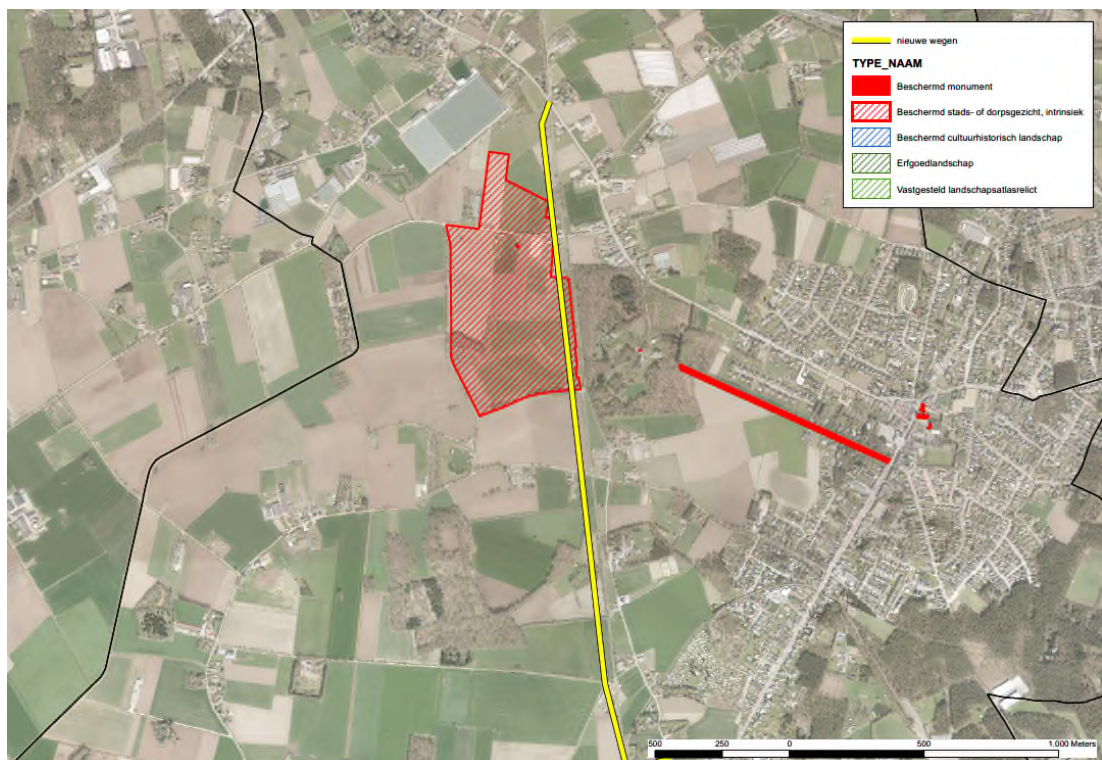 nieuwe wegen
TYPE_NAAM
Beschermd monument
Beschermd stads- of dorpsgezicht, intrinsiek
Beschermd cultuurhistorisch landschap
Erfgoedlandschap
Vastgesteld landschapsatlasrelict
500 250 0 500 1.000 Meters